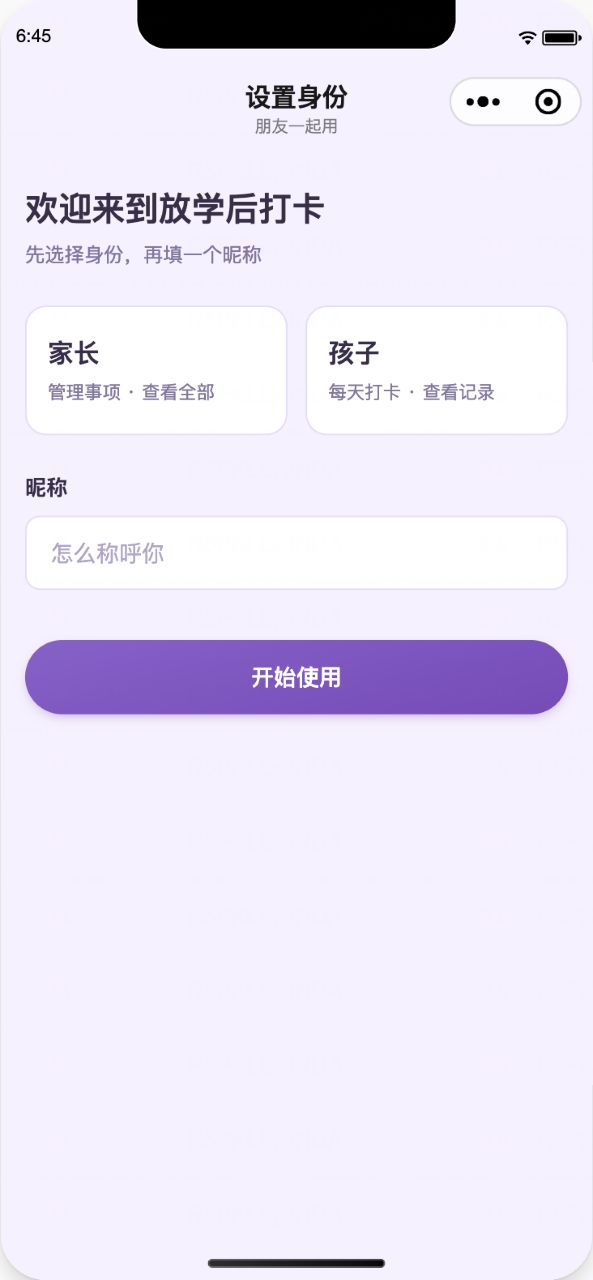 6:45
设置身份
朋友一起用
欢迎来到放学后打卡
先选择身份，再填一个昵称
家长
管理事项 · 查看全部
孩子
每天打卡 · 查看记录
昵称
怎么称呼你
开始使用